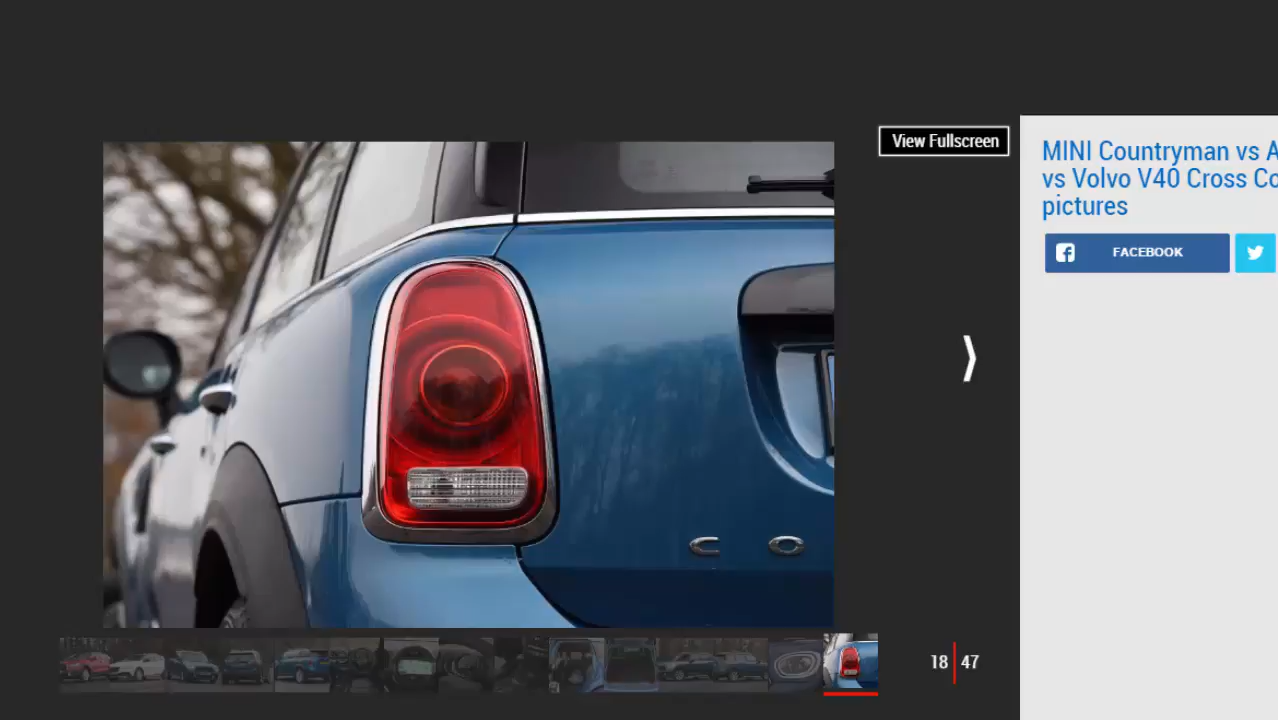 View Fullscreen
MINI Countryman vs A
vs Volvo V40 Cross Co
pictures
FACEBOOK
C O
18 47